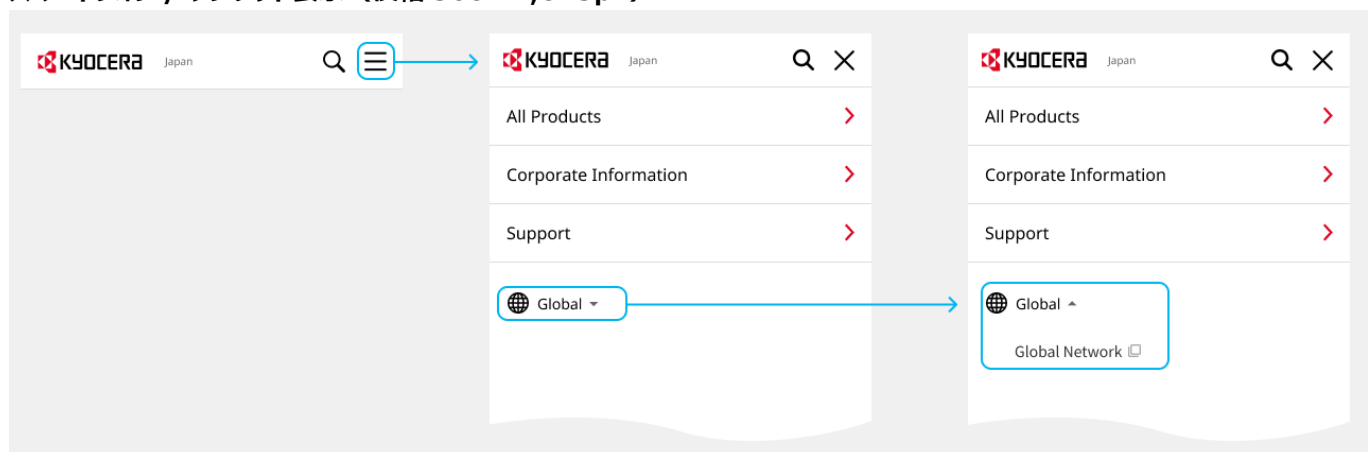 KYOCERA Japan
All Products
Corporate Information
Support
Global
KYOCERA Japan
All Products
Corporate Information
Support
Global
Global Network
KYOCERA Japan